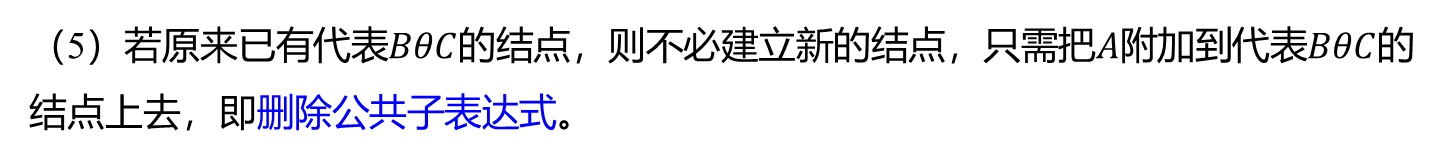 （5）若原来已有代表BθC的结点，则不必建立新的结点，只需把A附加到代表BθC的
结点上去，即删除公共子表达式。